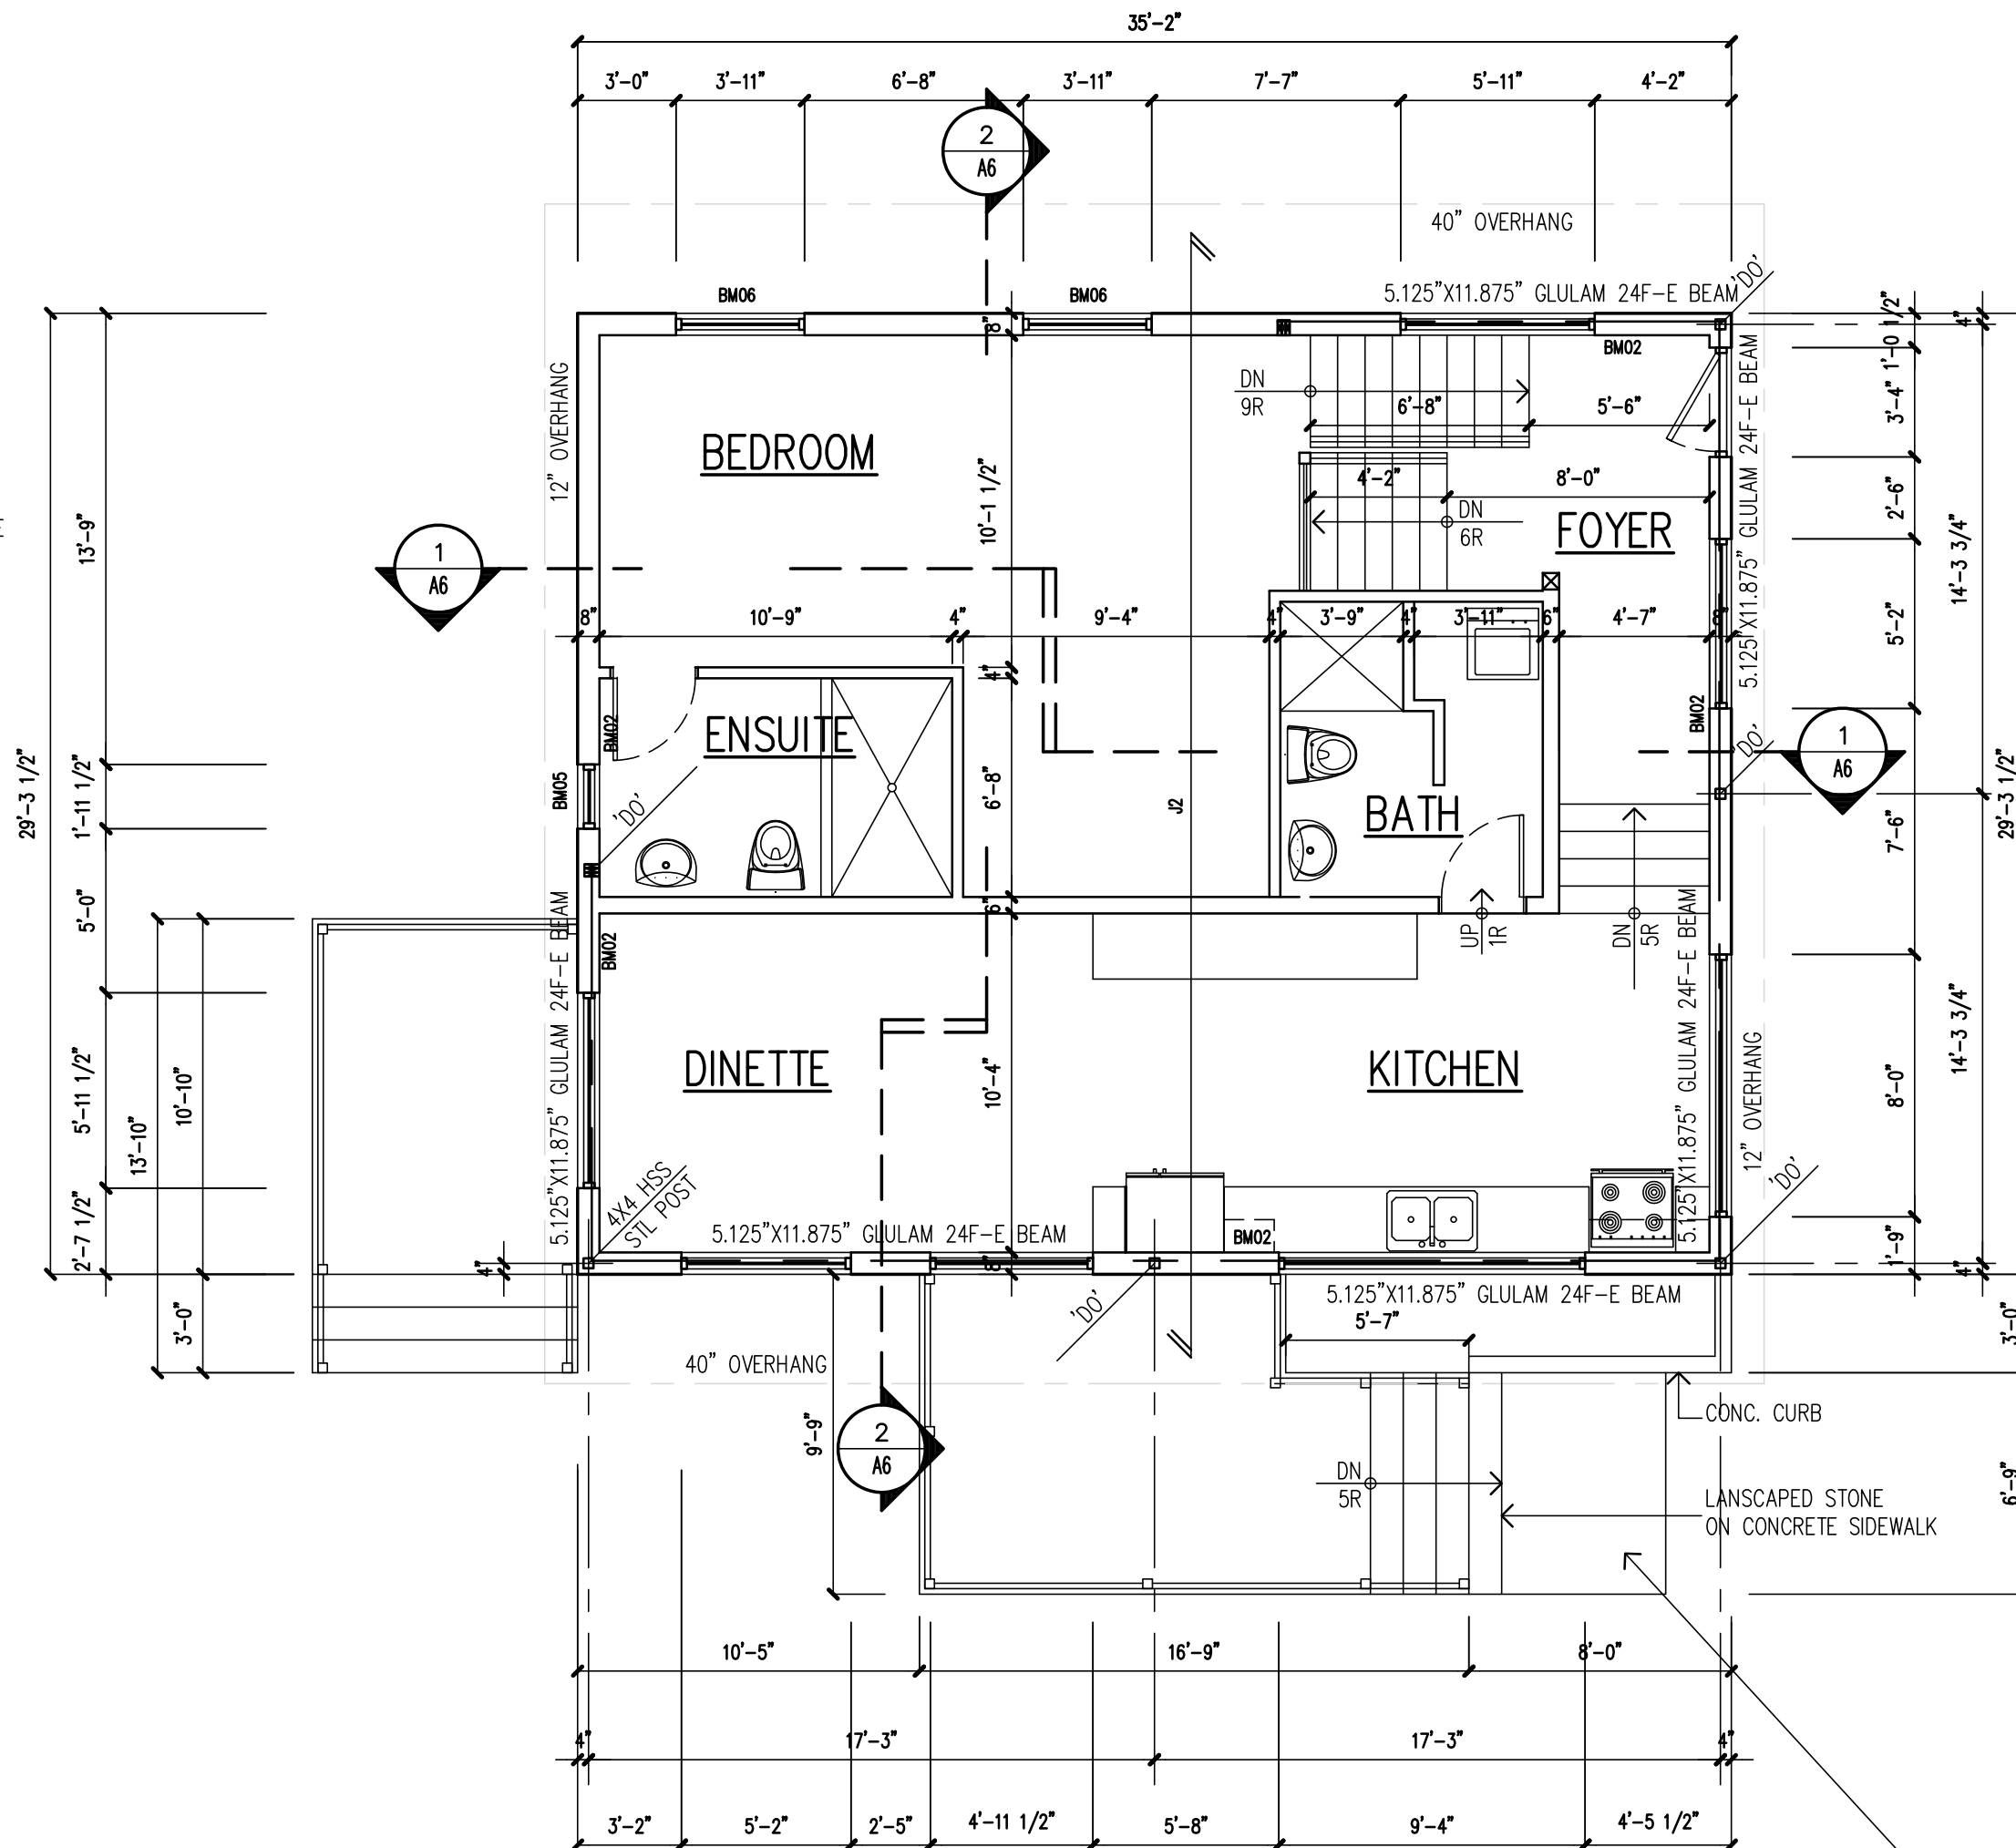 35'-2"
3'-0" 3'-11" 6'-8" 3'-11" 7'-7" 5'-11" 4'-2"
2
A6
40" OVERHANG
BM06 BM06 5.125"X11.875" GLULAM 24F-E BEAM 'DO'
8" BM02
1'-0 1/2" 4"
12" OVERHANG
DN
9R
6'-8" 5'-6"
3'-4"
5.125"X11.875" GLULAM 24F-E BEAM
BEDROOM
10'-1 1/2"
4'-2" 8'-0"
2'-6"
DN
6R
FOYER
13'-9"
14'-3 3/4"
1
A6
8" 10'-9" 4" 9'-4" 4" 3'-9" 4" 3'-11" 6" 4'-7" 8"
5'-2"
5.125"X11.875" GLULAM 24F-E BEAM
4"
BM02
ENSUITE
BM02
'DO'
1
A6
29'-3 1/2"
1'-11 1/2"
BM05
'DO'
6'-8"
J2
BATH
7'-6"
29'-3 1/2"
5'-0"
6"
BM02
UP
1R
DN
5R
5.125"X11.875" GLULAM 24F-E BEAM
5.125"X11.875" GLULAM 24F-E BEAM
DINETTE
10'-4"
KITCHEN
5'-11 1/2"
13'-10"
10'-10"
8'-0"
14'-3 3/4"
12" OVERHANG
4X4 HSS
STL POST
'DO'
2'-7 1/2"
5.125"X11.875" GLULAM 24F-E BEAM
BM02
8"
4"
1'-9"
4"
'DO'
5.125"X11.875" GLULAM 24F-E BEAM
5'-7"
3'-0"
3'-0"
40" OVERHANG
9'-9"
CONC. CURB
2
A6
DN
5R
6'-9"
LANSCAPED STONE
ON CONCRETE SIDEWALK
10'-5" 16'-9" 8'-0"
4" 17'-3" 17'-3" 4"
3'-2" 5'-2" 2'-5" 4'-11 1/2" 5'-8" 9'-4" 4'-5 1/2"